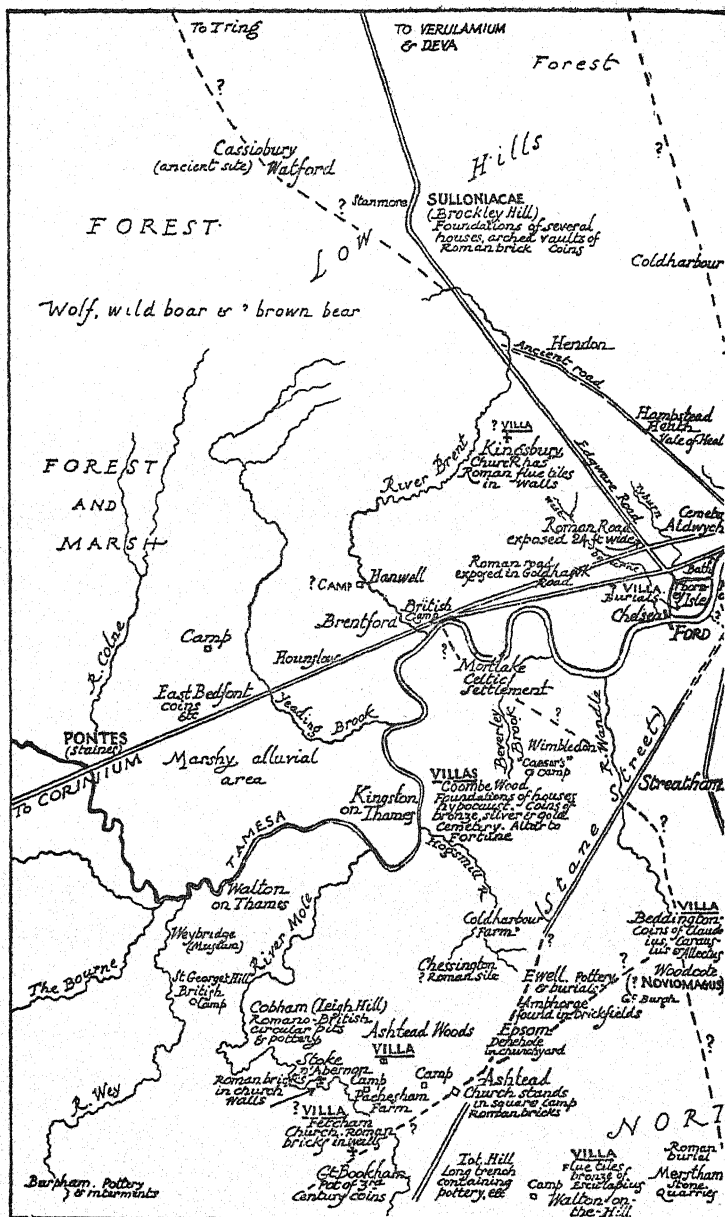 To Tring
TO VERULAMIUM
& DEVA
Forest
?
?
Cassiobury
(ancient site) Watford
Hills
? Stanmore
SULLONIACAE
(Brockley Hill)
Foundations of several
houses, arched vaults of
Roman brick Coins
FOREST
LOW
Coldharbour
Wolf, wild boar & ? brown bear
Hendon
Ancient road
Hampstead
Heath
Vale of Heal
? VILLA
Kingsbury
Church has
Roman flue tiles
in walls
River Brent
Edgware Road
Tyburn
FOREST
AND
MARSH
Cemete
Aldwych
Roman Road
exposed 24 ft wide
Roman road
exposed in Goldhawk
Road
Bath
Thorney
Isle
? CAMP
Hanwell
? VILLA
Burials
Chelsea
FORD
British
Camp
Brentford
R. Colne
Camp
Hounslow
Mortlake
Celtic
Settlement
East Bedfont
coins
etc
Yeading Brook
Beverley
Brook
?
Wimbledon
"Caesar's"
Camp
R. Wandle
PONTES
(Staines)
TO CORINIUM
Marshy alluvial
area
VILLAS
Coombe Wood
Foundations of houses
hypocaust. Coins of
bronze, silver & gold
Cemetery. Altar to
Fortune
(Stane Street)
Streatham
Kingston
on Thames
TAMESA
Hogsmill R.
?
Walton
on Thames
River Mole
Coldharbour
"Farm"
VILLA
Beddington
Coins of Claud
ius, Caraus
ius & Allectus
Weybridge
The Bourne
St George's Hill
British
Camp
Chessington
? Roman site
Ewell. Pottery
& burials
Woodcote
(? NOVIOMAGUS)
Gt Burgh
Cobham (Leigh Hill)
Romano-British
circular pits
& pottery
Amphorae
found in brickfields
Epsom
Denehole
in churchyard
?
Ashtead Woods
VILLA
Stoke
D'Abernon
Roman bricks
in church
Walls
Camp
Pachesham
Farm
Camp
Ashtead
Church stands
in square camp
Roman bricks
R. Wey
? VILLA
Fetcham
Church. Roman
bricks in walls
?
NORT
Roman
burial
Burpham. Pottery
& interments
Gt Bookham
Pot of 3rd
Century coins
?
Tot Hill
Long trench
containing
pottery, etc
VILLA
Flue tiles
bronze of
Esculapius
Camp
Walton-on-
the-Hill
Merstham
Stone
Quarries